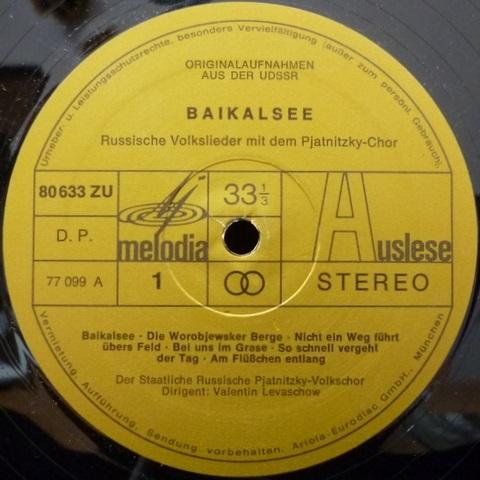 Urheber- u. Leistungsschutzrechte, besonders Vervielfältigung (außer zum persönl. Gebrauch),
ORIGINALAUFNAHMEN
AUS DER UDSSR
BAIKALSEE
Russische Volkslieder mit dem Pjatnitzky-Chor
80 633 ZU
33 1/3
D. P.
melodia
Auslese
77 099 A
1
STEREO
Baikalsee · Die Worobjewsker Berge · Nicht ein Weg führt
übers Feld · Bei uns im Grase · So schnell vergeht
der Tag · Am Flüßchen entlang
Der Staatliche Russische Pjatnitzky-Volkschor
Dirigent: Valentin Levaschow
Vermietung, Aufführung, Sendung vorbehalten. Ariola-Eurodisc GmbH., München